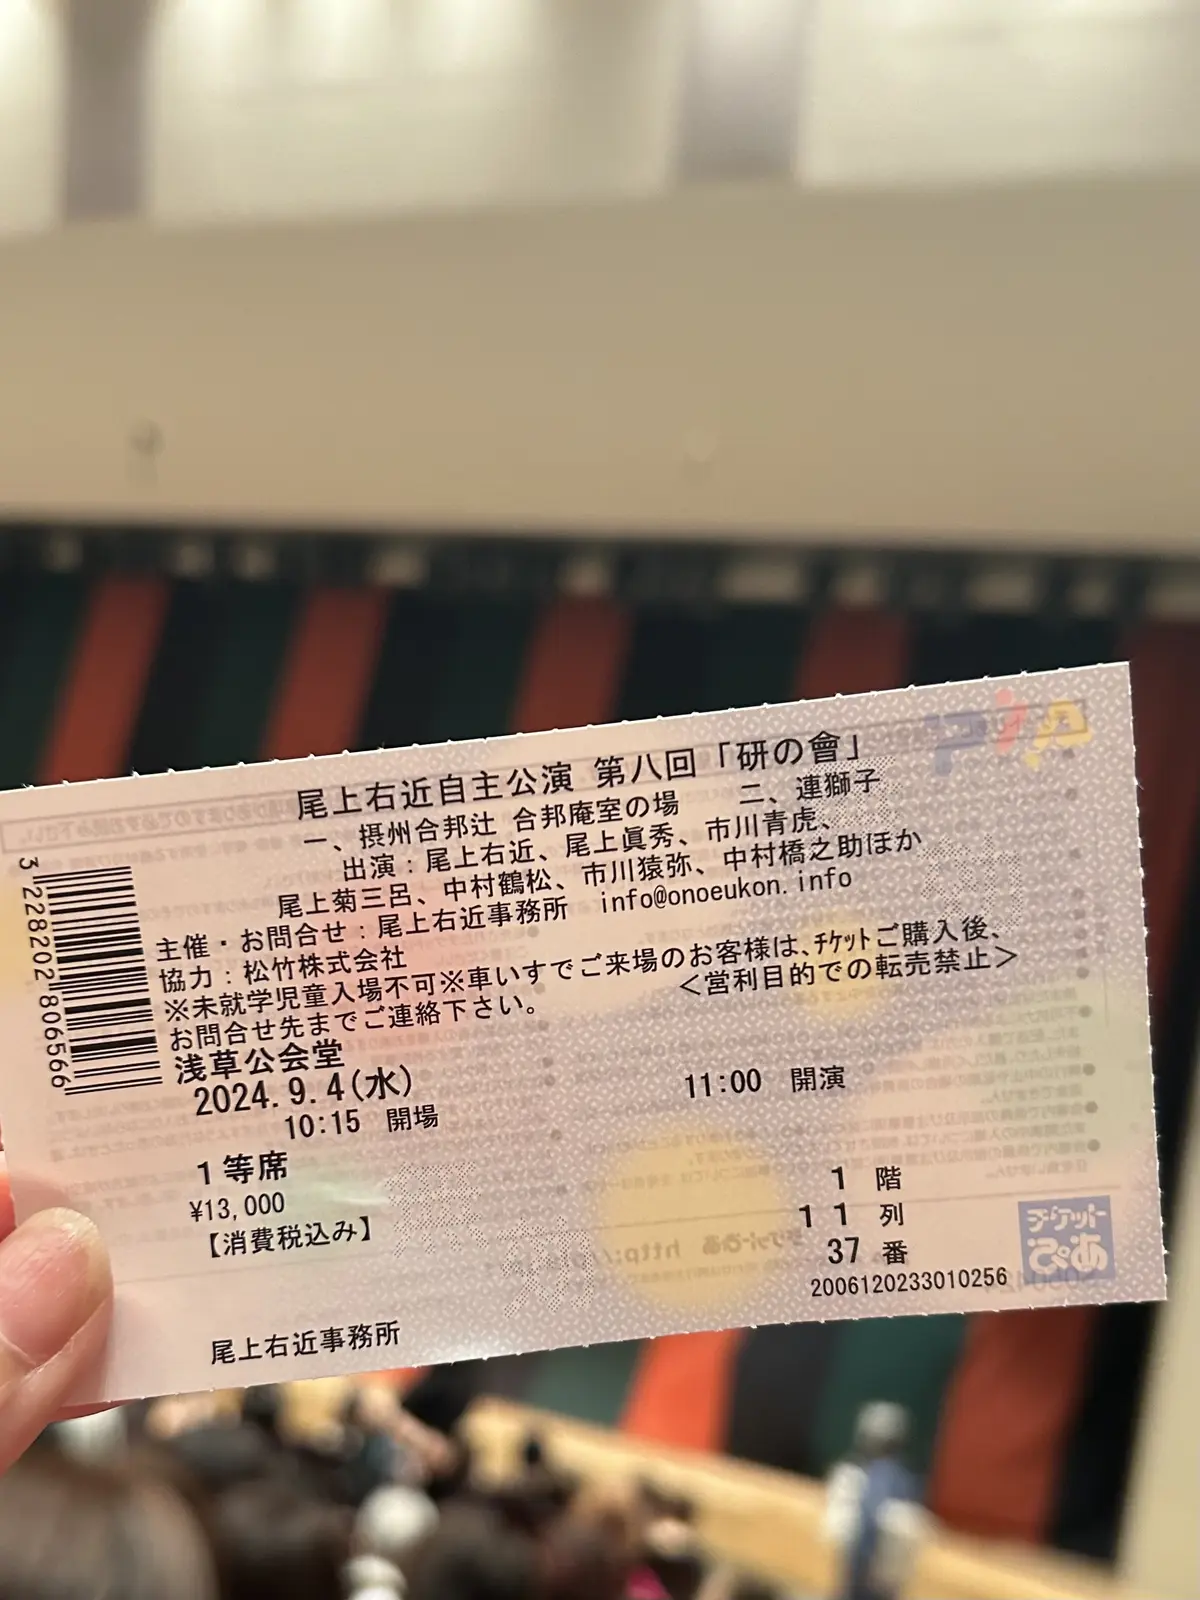 PIA
尾上右近自主公演 第八回「研の會」
一、摂州合邦辻 合邦庵室の場 二、連獅子
出演：尾上右近、尾上眞秀、市川青虎、
尾上菊三呂、中村鶴松、市川猿弥、中村橋之助ほか
主催・お問合せ：尾上右近事務所 info@onoeukon.info
協力：松竹株式会社
※未就学児童入場不可※車いすでご来場のお客様は、ﾁｹｯﾄご購入後、
お問合せ先までご連絡下さい。 ＜営利目的での転売禁止＞
浅草公会堂
2024. 9. 4(水) 11:00 開演
10:15 開場
1等席 1 階
¥13,000 11 列
【消費税込み】 37 番
2006120233010256
チケットぴあ
尾上右近事務所
3228202806566